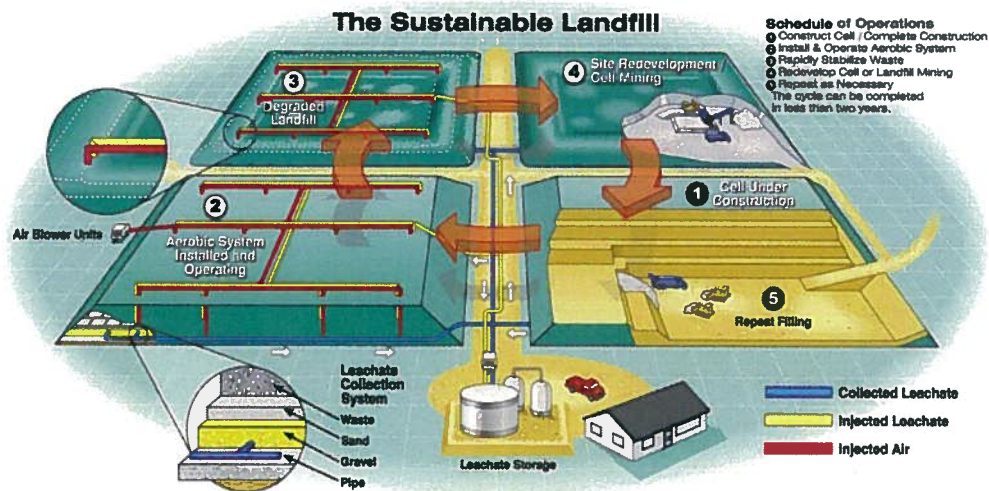 The Sustainable Landfill
Schedule of Operations
1 Construct Cell / Complete Construction
2 Install & Operate Aerobic System
3 Rapidly Stabilize Waste
4 Redevelop Cell or Landfill Mining
5 Repeat as Necessary
The cycle can be completed
in less than two years.
3
Degraded
Landfill
4 Site Redevelopment
Cell Mining
2
Aerobic System
Installed and
Operating
1 Cell Under
Construction
Air Blower Units
5
Repeat Filling
Leachate
Collection
System
Waste
Sand
Gravel
Pipe
Leachate Storage
Collected Leachate
Injected Leachate
Injected Air